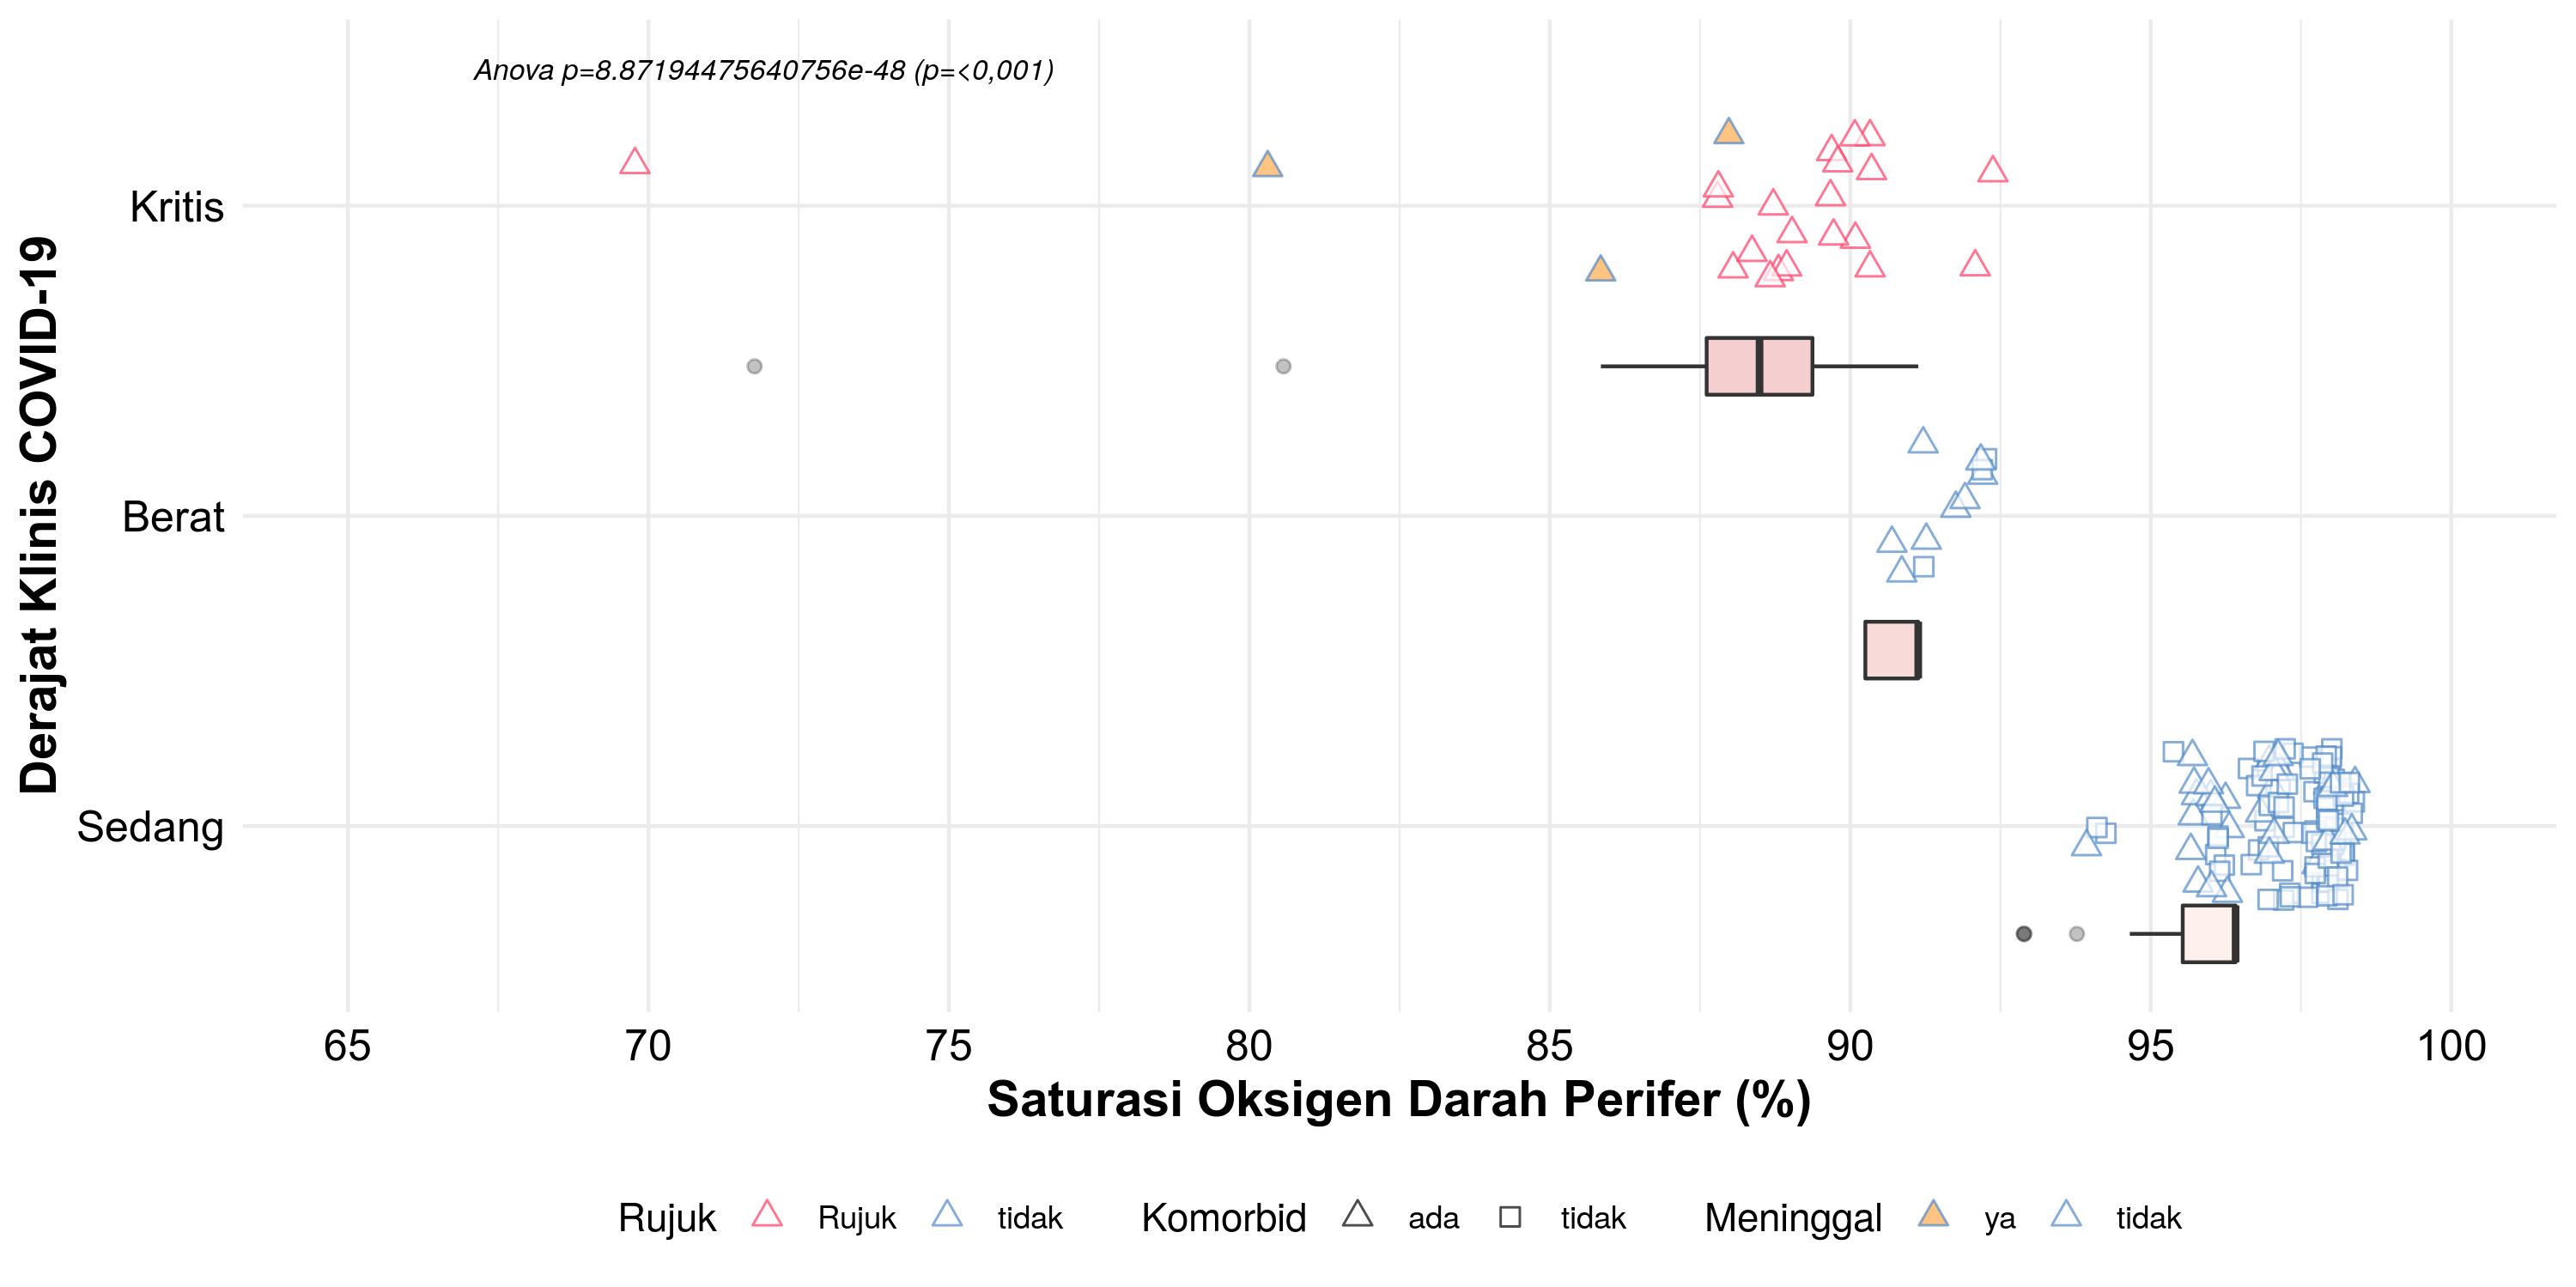 Anova p=8.87194475640756e-48 (p=<0,001)
Derajat Klinis COVID-19
Kritis
Berat
Sedang
65 70 75 80 85 90 95 100
Saturasi Oksigen Darah Perifer (%)
Rujuk Rujuk tidak Komorbid ada tidak Meninggal ya tidak